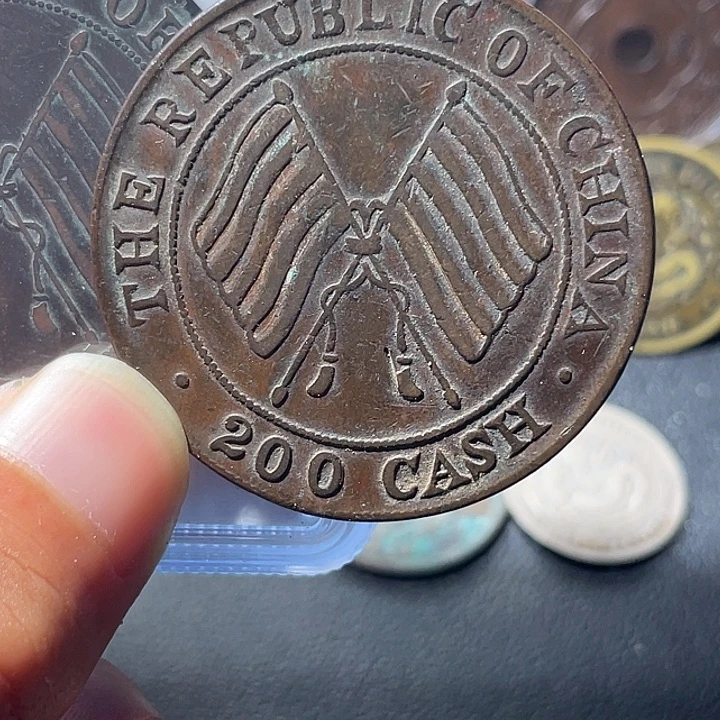 THE REPUBLIC OF CHINA
200 CASH